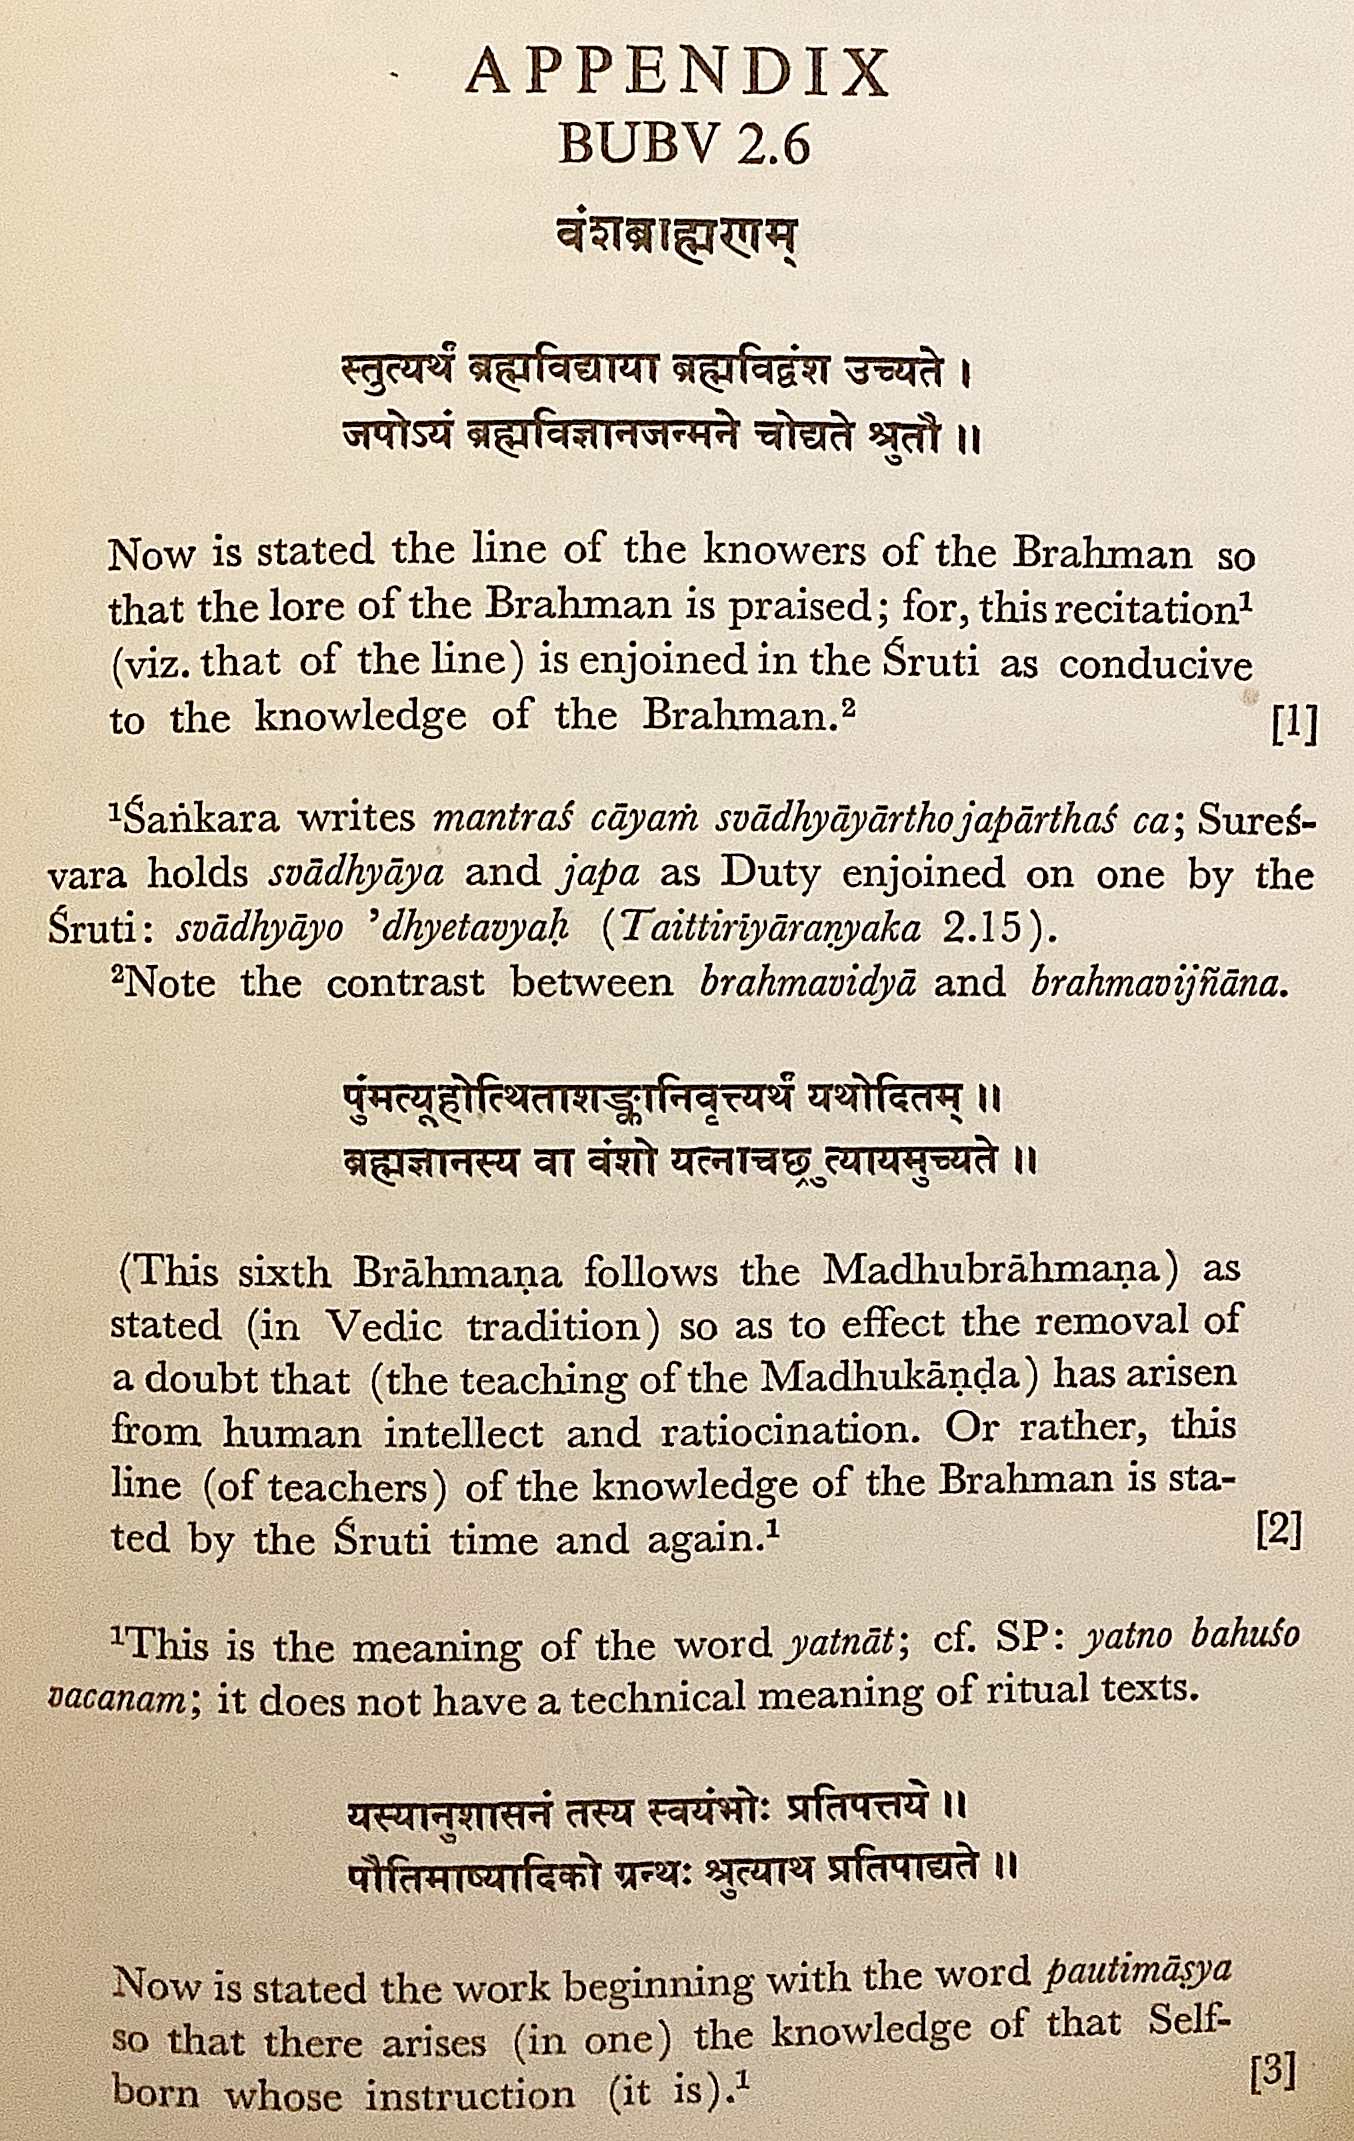 APPENDIX
BUBV 2.6
वंशब्राह्मणम्
स्तुत्यर्थं ब्रह्मविद्याया ब्रह्मविद्वंश उच्यते ।
जपोऽयं ब्रह्मविज्ञानजन्मने चोद्यते श्रुतौ ॥
Now is stated the line of the knowers of the Brahman so
that the lore of the Brahman is praised; for, this recitation¹
(viz. that of the line) is enjoined in the Śruti as conducive
to the knowledge of the Brahman.² [1]
¹Śaṅkara writes mantraś cāyaṁ svādhyāyārtho japārthaś ca; Sureś-
vara holds svādhyāya and japa as Duty enjoined on one by the
Śruti: svādhyāyo ’dhyetavyaḥ (Taittirīyāraṇyaka 2.15).
²Note the contrast between brahmavidyā and brahmavijñāna.
पुंमत्यूहोत्थिताशङ्कानिवृत्त्यर्थं यथोदितम् ॥
ब्रह्मज्ञानस्य वा वंशो यत्नाच्छ्रुत्यायमुच्यते ॥
(This sixth Brāhmaṇa follows the Madhubrāhmaṇa) as
stated (in Vedic tradition) so as to effect the removal of
a doubt that (the teaching of the Madhukāṇḍa) has arisen
from human intellect and ratiocination. Or rather, this
line (of teachers) of the knowledge of the Brahman is sta-
ted by the Śruti time and again.¹ [2]
¹This is the meaning of the word yatnāt; cf. SP: yatno bahuśo
vacanam; it does not have a technical meaning of ritual texts.
यस्यानुशासनं तस्य स्वयंभोः प्रतिपत्तये ॥
पौतिमाष्यादिको ग्रन्थः श्रुत्याथ प्रतिपाद्यते ॥
Now is stated the work beginning with the word pautimāṣya
so that there arises (in one) the knowledge of that Self-
born whose instruction (it is).¹ [3]